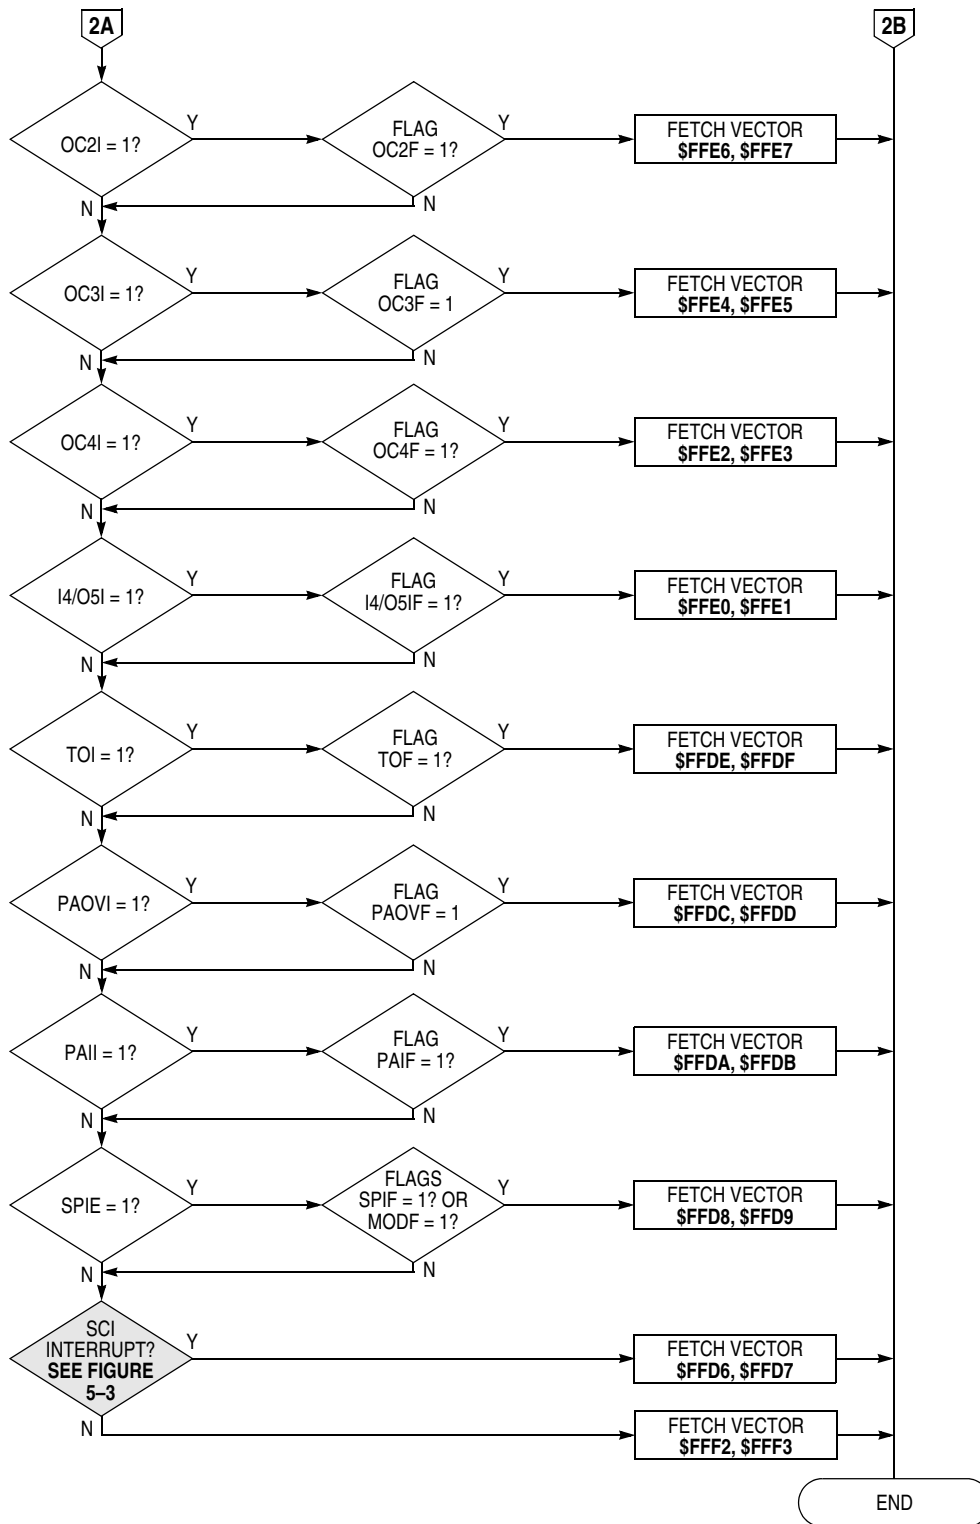 2A
2B
OC2I = 1?
Y
FLAG
OC2F = 1?
Y
FETCH VECTOR
$FFE6, $FFE7
N
N
OC3I = 1?
Y
FLAG
OC3F = 1
Y
FETCH VECTOR
$FFE4, $FFE5
N
N
OC4I = 1?
Y
FLAG
OC4F = 1?
Y
FETCH VECTOR
$FFE2, $FFE3
N
N
I4/O5I = 1?
Y
FLAG
I4/O5IF = 1?
Y
FETCH VECTOR
$FFE0, $FFE1
N
N
TOI = 1?
Y
FLAG
TOF = 1?
Y
FETCH VECTOR
$FFDE, $FFDF
N
N
PAOVI = 1?
Y
FLAG
PAOVF = 1
Y
FETCH VECTOR
$FFDC, $FFDD
N
N
PAII = 1?
Y
FLAG
PAIF = 1?
Y
FETCH VECTOR
$FFDA, $FFDB
N
N
SPIE = 1?
Y
FLAGS
SPIF = 1? OR
MODF = 1?
Y
FETCH VECTOR
$FFD8, $FFD9
N
N
SCI
INTERRUPT?
SEE FIGURE
5–3
Y
FETCH VECTOR
$FFD6, $FFD7
N
FETCH VECTOR
$FFF2, $FFF3
END